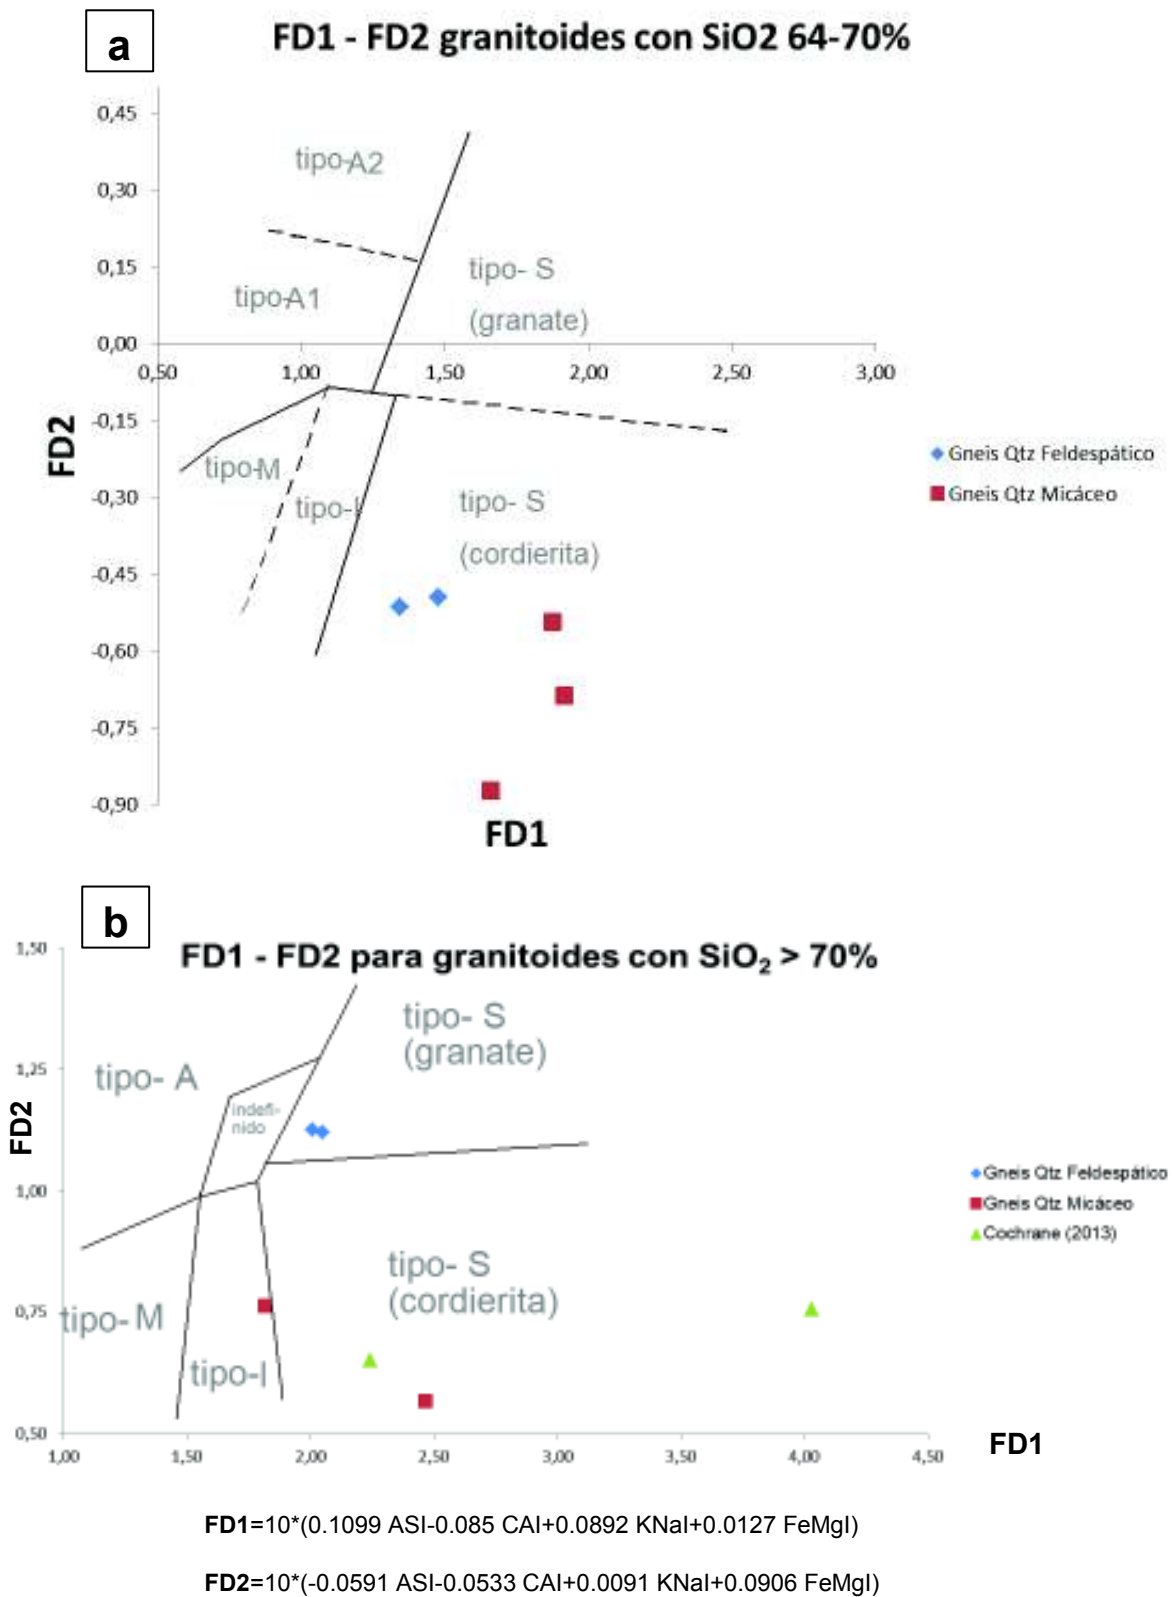 a
FD1 - FD2 granitoides con SiO2 64-70%
0,45
0,30
0,15
0,00
-0,15
-0,30
-0,45
-0,60
-0,75
-0,90
0,50
1,00
1,50
2,00
2,50
3,00
tipo-A2
tipo-A1
tipo- S
(granate)
tipo-M
tipo-I
tipo- S
(cordierita)
FD2
FD1
Gneis Qtz Feldespático
Gneis Qtz Micáceo
b
FD1 - FD2 para granitoides con SiO₂ > 70%
1,50
1,25
1,00
0,75
0,50
1,00
1,50
2,00
2,50
3,00
3,50
4,00
4,50
tipo- A
indefi-
nido
tipo- S
(granate)
tipo- M
tipo-I
tipo- S
(cordierita)
FD2
FD1
Gneis Qtz Feldespático
Gneis Qtz Micáceo
Cochrane (2013)
FD1=10*(0.1099 ASI-0.085 CAI+0.0892 KNaI+0.0127 FeMgI)
FD2=10*(-0.0591 ASI-0.0533 CAI+0.0091 KNaI+0.0906 FeMgI)